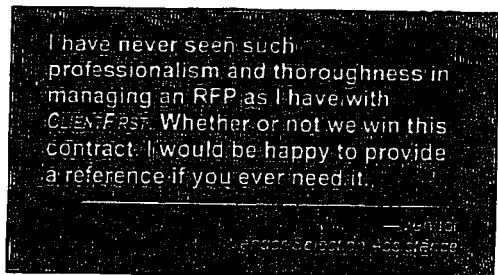 I have never seen such
professionalism and thoroughness in
managing an RFP as I have with
CLIENTFIRST. Whether or not we win this
contract, I would be happy to provide
a reference if you ever need it.
—Vendor
Vendor Selection Assistance